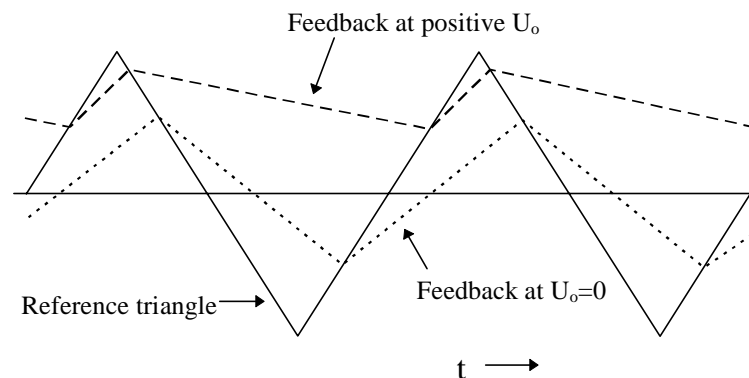 Feedback at positive Uₒ
Reference triangle
Feedback at Uₒ=0
t